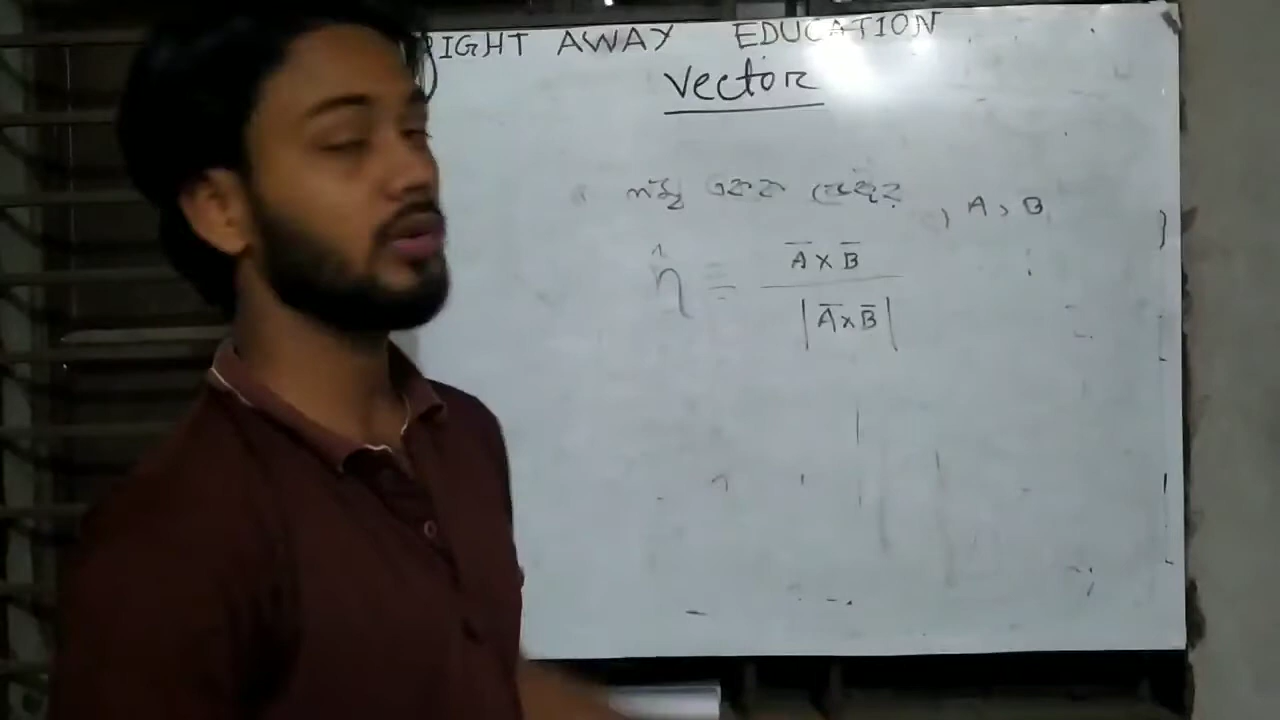 RIGHT AWAY EDUCATION
Vector
, A, B
η̂ = A̅ × B̅
|A̅ × B̅|